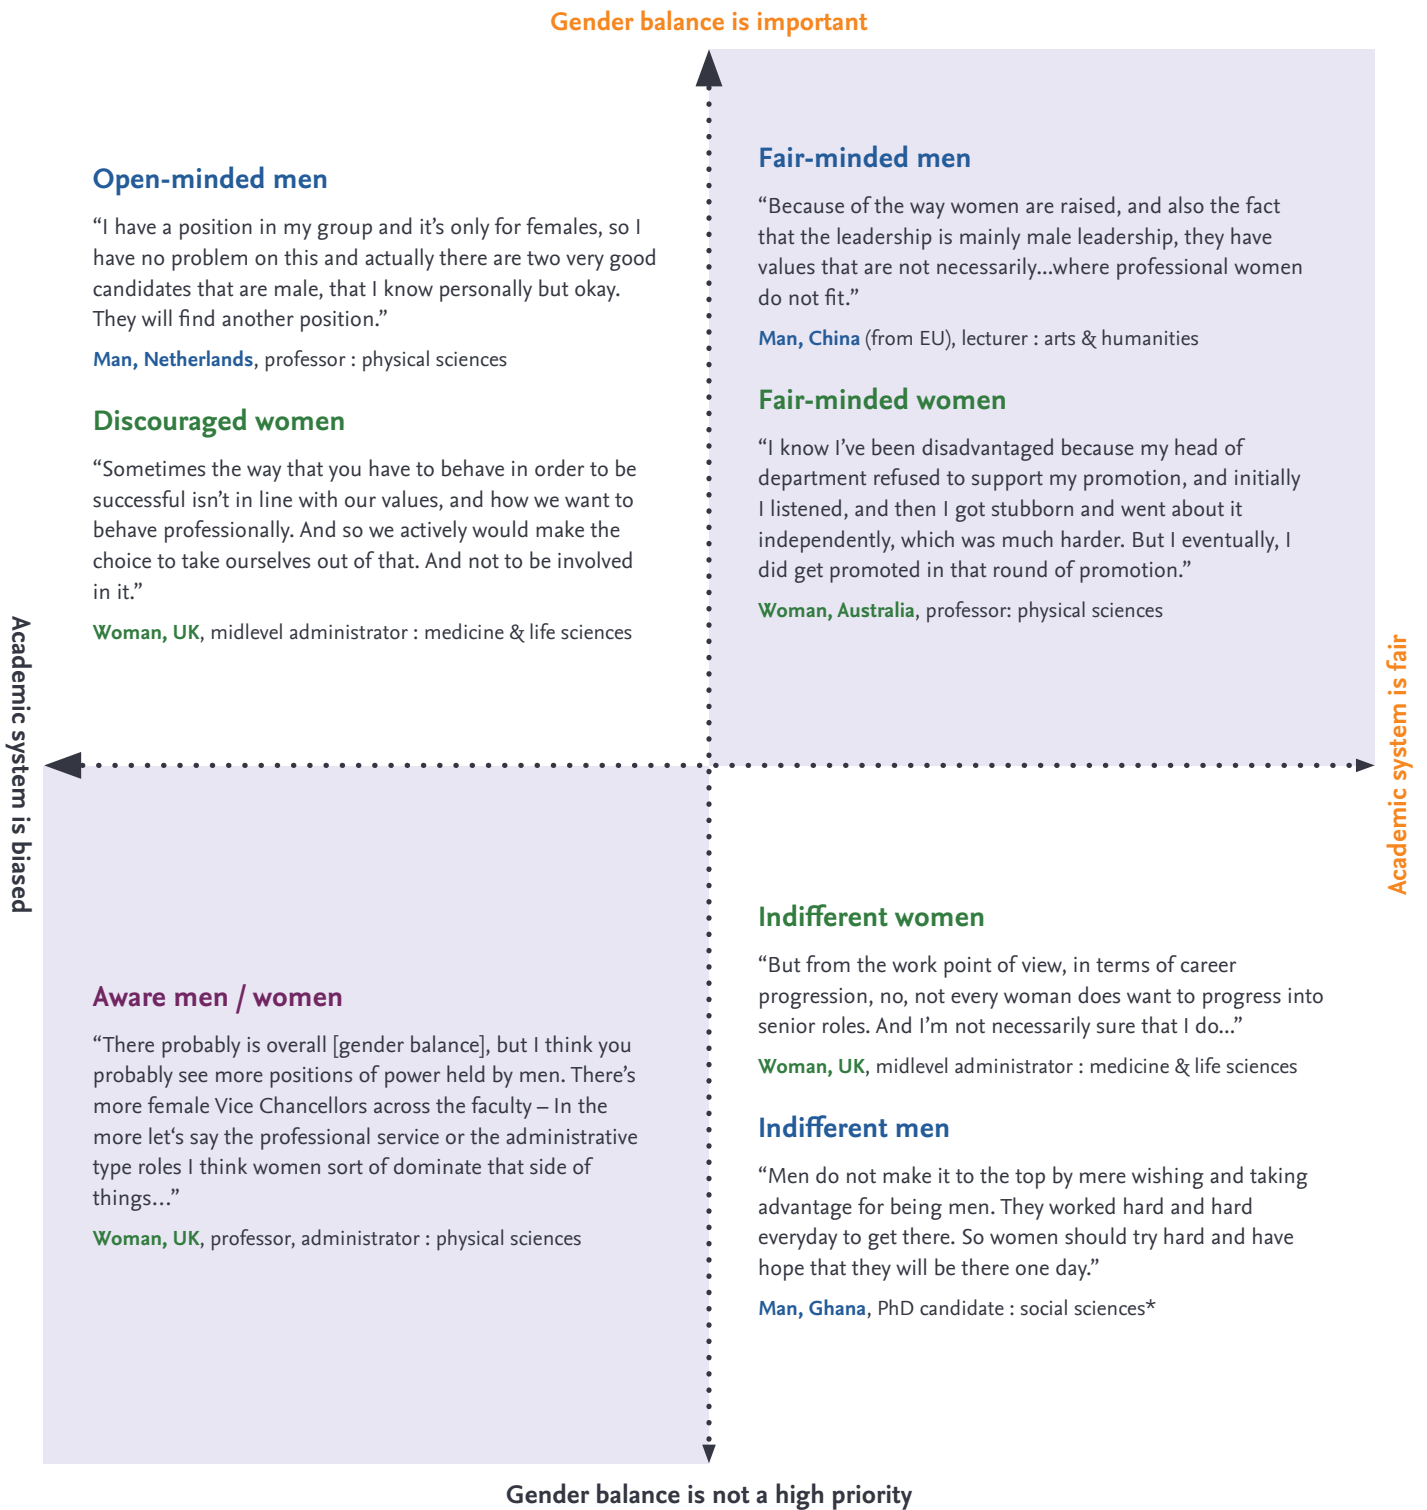 Gender balance is important
Open-minded men
“I have a position in my group and it’s only for females, so I
have no problem on this and actually there are two very good
candidates that are male, that I know personally but okay.
They will find another position.”
Man, Netherlands, professor : physical sciences
Discouraged women
“Sometimes the way that you have to behave in order to be
successful isn’t in line with our values, and how we want to
behave professionally. And so we actively would make the
choice to take ourselves out of that. And not to be involved
in it.”
Woman, UK, midlevel administrator : medicine & life sciences
Fair-minded men
“Because of the way women are raised, and also the fact
that the leadership is mainly male leadership, they have
values that are not necessarily...where professional women
do not fit.”
Man, China (from EU), lecturer : arts & humanities
Fair-minded women
“I know I’ve been disadvantaged because my head of
department refused to support my promotion, and initially
I listened, and then I got stubborn and went about it
independently, which was much harder. But I eventually, I
did get promoted in that round of promotion.”
Woman, Australia, professor: physical sciences
Academic system is biased
Academic system is fair
Aware men / women
“There probably is overall [gender balance], but I think you
probably see more positions of power held by men. There’s
more female Vice Chancellors across the faculty – In the
more let‘s say the professional service or the administrative
type roles I think women sort of dominate that side of
things...”
Woman, UK, professor, administrator : physical sciences
Indifferent women
“But from the work point of view, in terms of career
progression, no, not every woman does want to progress into
senior roles. And I’m not necessarily sure that I do...”
Woman, UK, midlevel administrator : medicine & life sciences
Indifferent men
“Men do not make it to the top by mere wishing and taking
advantage for being men. They worked hard and hard
everyday to get there. So women should try hard and have
hope that they will be there one day.”
Man, Ghana, PhD candidate : social sciences*
Gender balance is not a high priority